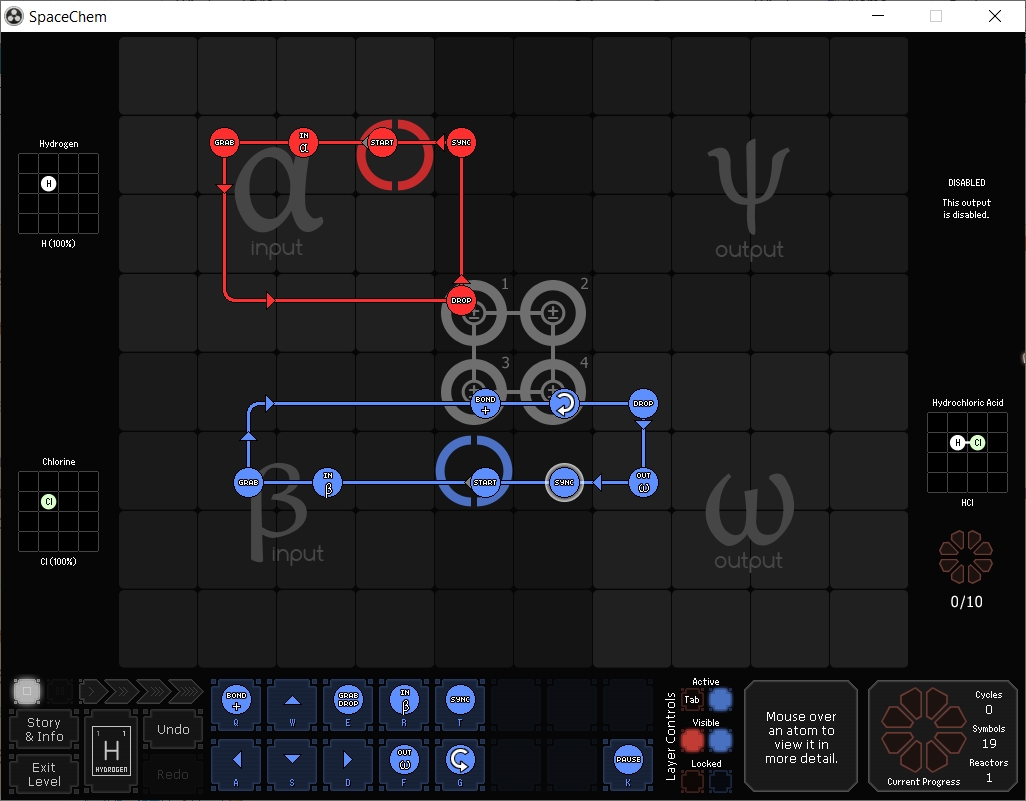 SpaceChem
Hydrogen
H
H (100%)
GRAB
IN
α
START
SYNC
α
input
ψ
output
DISABLED
This output
is disabled.
DROP
1
2
3
4
±
±
+
+
BOND
+
DROP
Hydrochloric Acid
H
Cl
HCl
Chlorine
Cl
Cl (100%)
GRAB
IN
β
START
SYNC
OUT
ω
β
input
ω
output
0/10
Story
& Info
Exit
Level
1
1
H
HYDROGEN
Undo
Redo
BOND
+
Q
W
GRAB
DROP
E
IN
β
R
SYNC
T
A
S
D
OUT
ω
F
G
PAUSE
K
Layer Controls
Active
Tab
Visible
Locked
Mouse over
an atom to
view it in
more detail.
Cycles
0
Symbols
19
Reactors
1
Current Progress